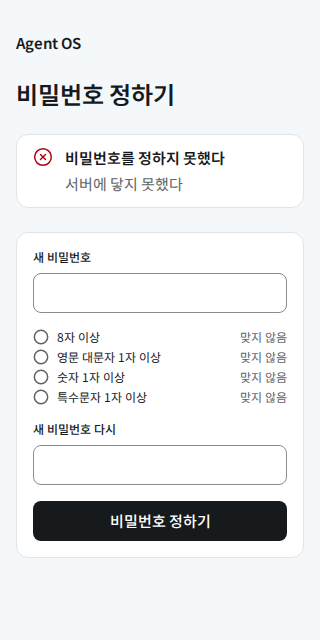 Agent OS
비밀번호 정하기
비밀번호를 정하지 못했다
서버에 닿지 못했다
새 비밀번호
8자 이상 맞지 않음
영문 대문자 1자 이상 맞지 않음
숫자 1자 이상 맞지 않음
특수문자 1자 이상 맞지 않음
새 비밀번호 다시
비밀번호 정하기